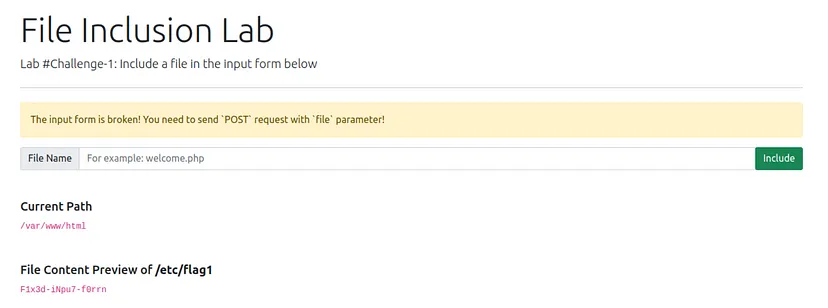 File Inclusion Lab
Lab #Challenge-1: Include a file in the input form below
The input form is broken! You need to send `POST` request with `file` parameter!
File Name For example: welcome.php Include
Current Path
/var/www/html
File Content Preview of /etc/flag1
F1x3d-iNpu7-f0rrn